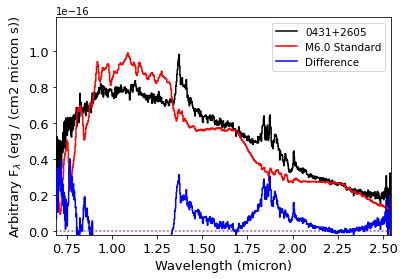 1e−16
0431+2605
M6.0 Standard
Difference
Arbitrary Fλ (erg / (cm2 micron s))
1.0
0.8
0.6
0.4
0.2
0.0
0.75 1.00 1.25 1.50 1.75 2.00 2.25 2.50
Wavelength (micron)